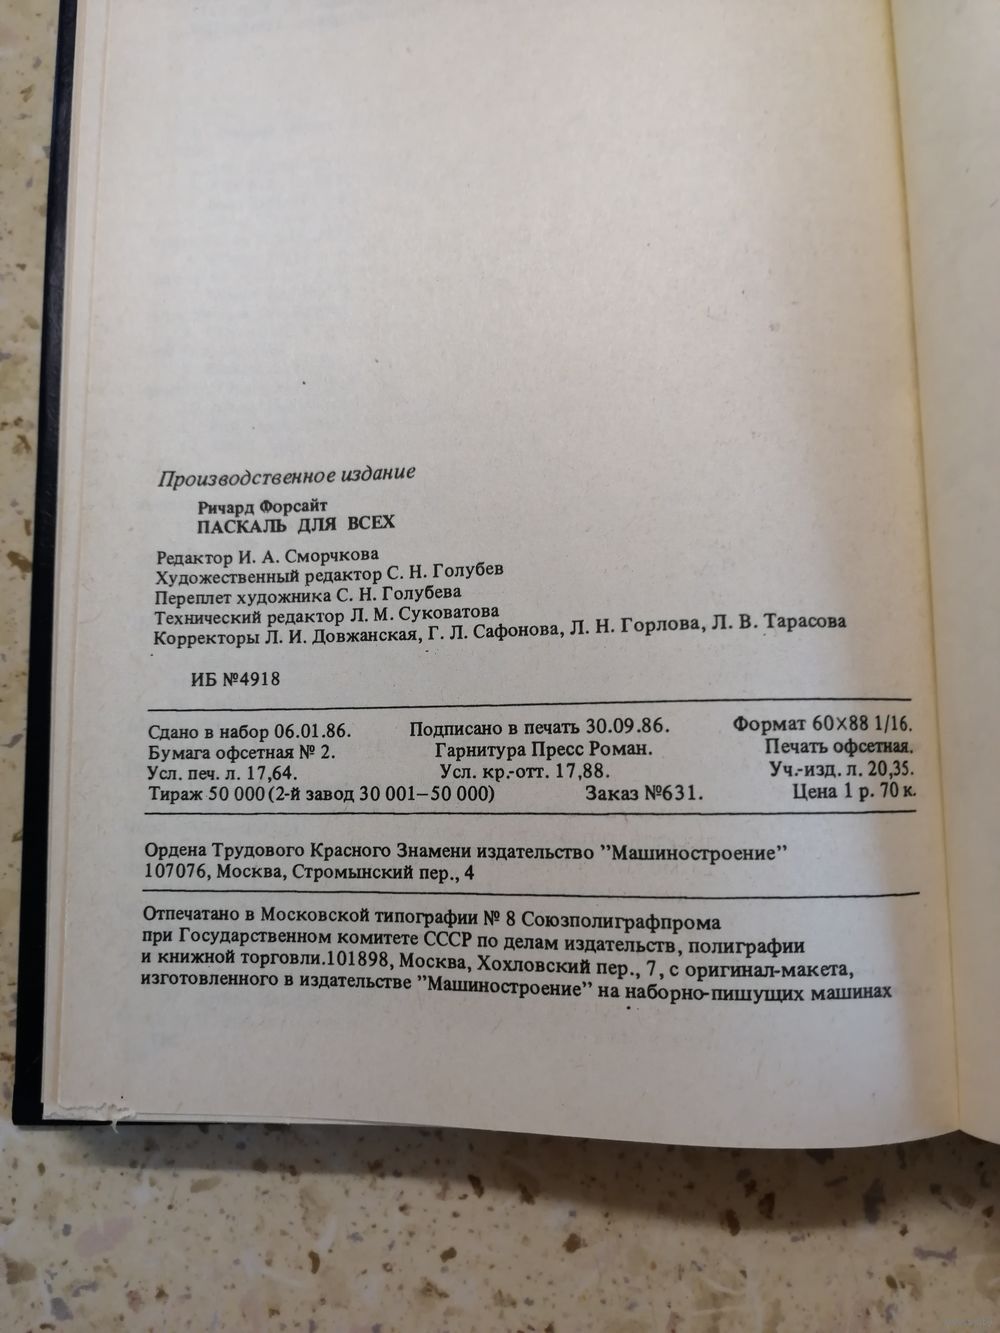 Производственное издание
Ричард Форсайт
ПАСКАЛЬ ДЛЯ ВСЕХ
Редактор И. А. Сморчкова
Художественный редактор С. Н. Голубев
Переплет художника С. Н. Голубева
Технический редактор Л. М. Суковатова
Корректоры Л. И. Довжанская, Г. Л. Сафонова, Л. Н. Горлова, Л. В. Тарасова
ИБ №4918
Сдано в набор 06.01.86. Подписано в печать 30.09.86. Формат 60×88 1/16.
Бумага офсетная № 2. Гарнитура Пресс Роман. Печать офсетная.
Усл. печ. л. 17,64. Усл. кр.-отт. 17,88. Уч.-изд. л. 20,35.
Тираж 50 000 (2-й завод 30 001–50 000) Заказ №631. Цена 1 р. 70 к.
Ордена Трудового Красного Знамени издательство "Машиностроение"
107076, Москва, Стромынский пер., 4
Отпечатано в Московской типографии № 8 Союзполиграфпрома
при Государственном комитете СССР по делам издательств, полиграфии
и книжной торговли.101898, Москва, Хохловский пер., 7, с оригинал-макета,
изготовленного в издательстве "Машиностроение" на наборно-пишущих машинах